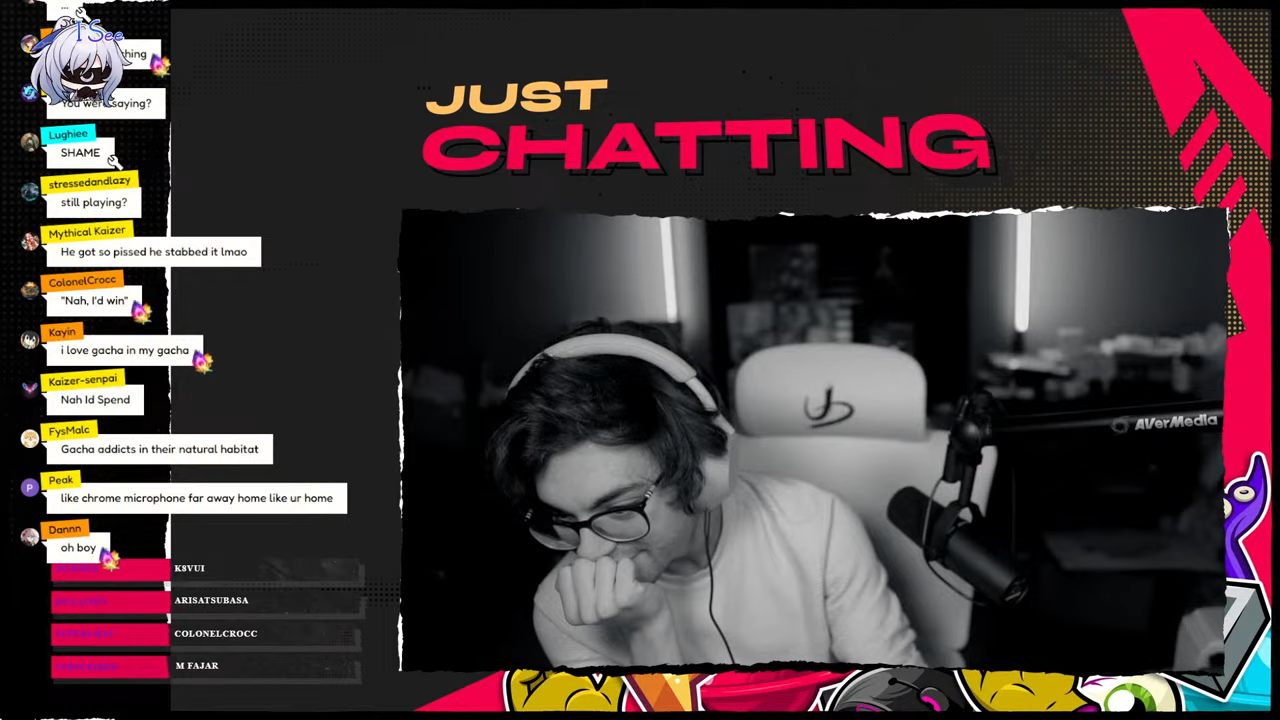 ...
I See
thing
You were saying?
Lughiee
SHAME
stressedandlazy
still playing?
Mythical Kaizer
He got so pissed he stabbed it lmao
ColonelCrocc
"Nah, I'd win"
Kayin
i love gacha in my gacha
Kaizer-senpai
Nah Id Spend
FysMalc
Gacha addicts in their natural habitat
P
Peak
like chrome microphone far away home like ur home
Dannn
oh boy
K8VUI
ARISATSUBASA
COLONELCROCC
M FAJAR
JUST
CHATTING
AVerMedia